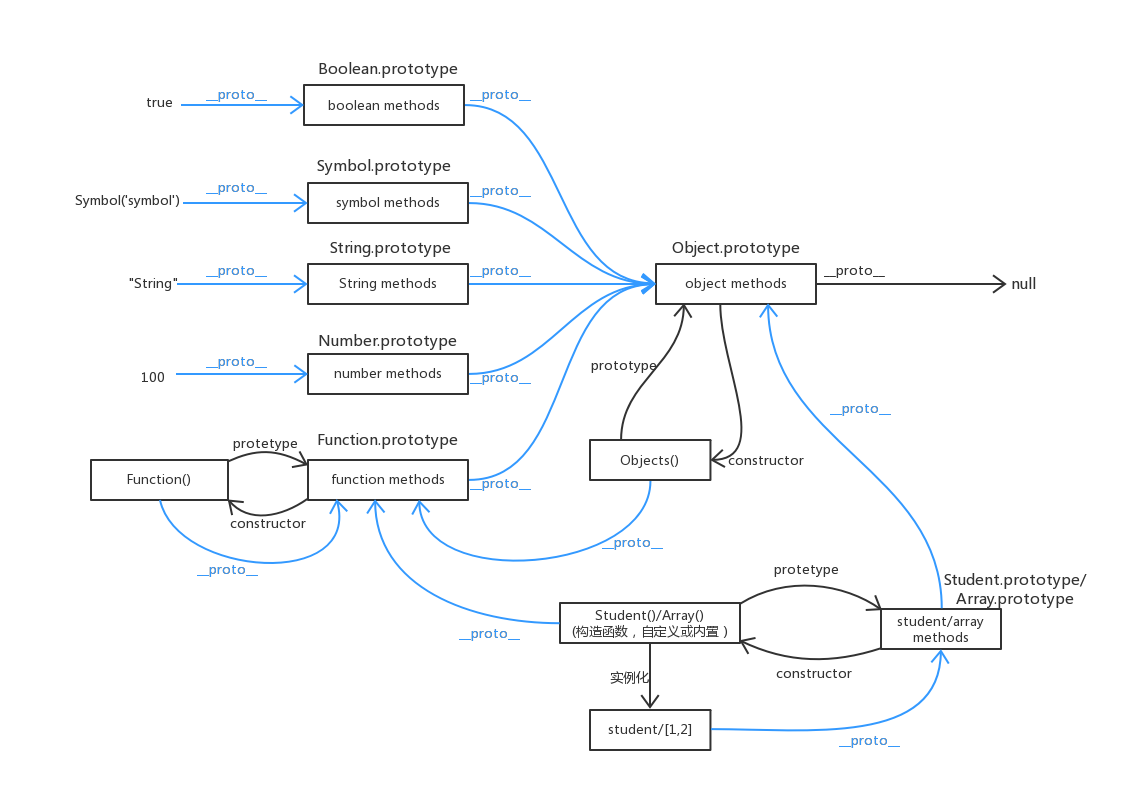 Boolean.prototype
true
__proto__
boolean methods
__proto__
Symbol.prototype
Symbol('symbol')
__proto__
symbol methods
__proto__
String.prototype
"String"
__proto__
String methods
__proto__
Object.prototype
object methods
__proto__
null
Number.prototype
100
__proto__
number methods
__proto__
prototype
__proto__
Function.prototype
protetype
Function()
function methods
__proto__
Objects()
constructor
constructor
__proto__
__proto__
protetype
Student.prototype/
Array.prototype
Student()/Array()
(构造函数，自定义或内置）
student/array
methods
__proto__
constructor
实例化
student/[1,2]
__proto__